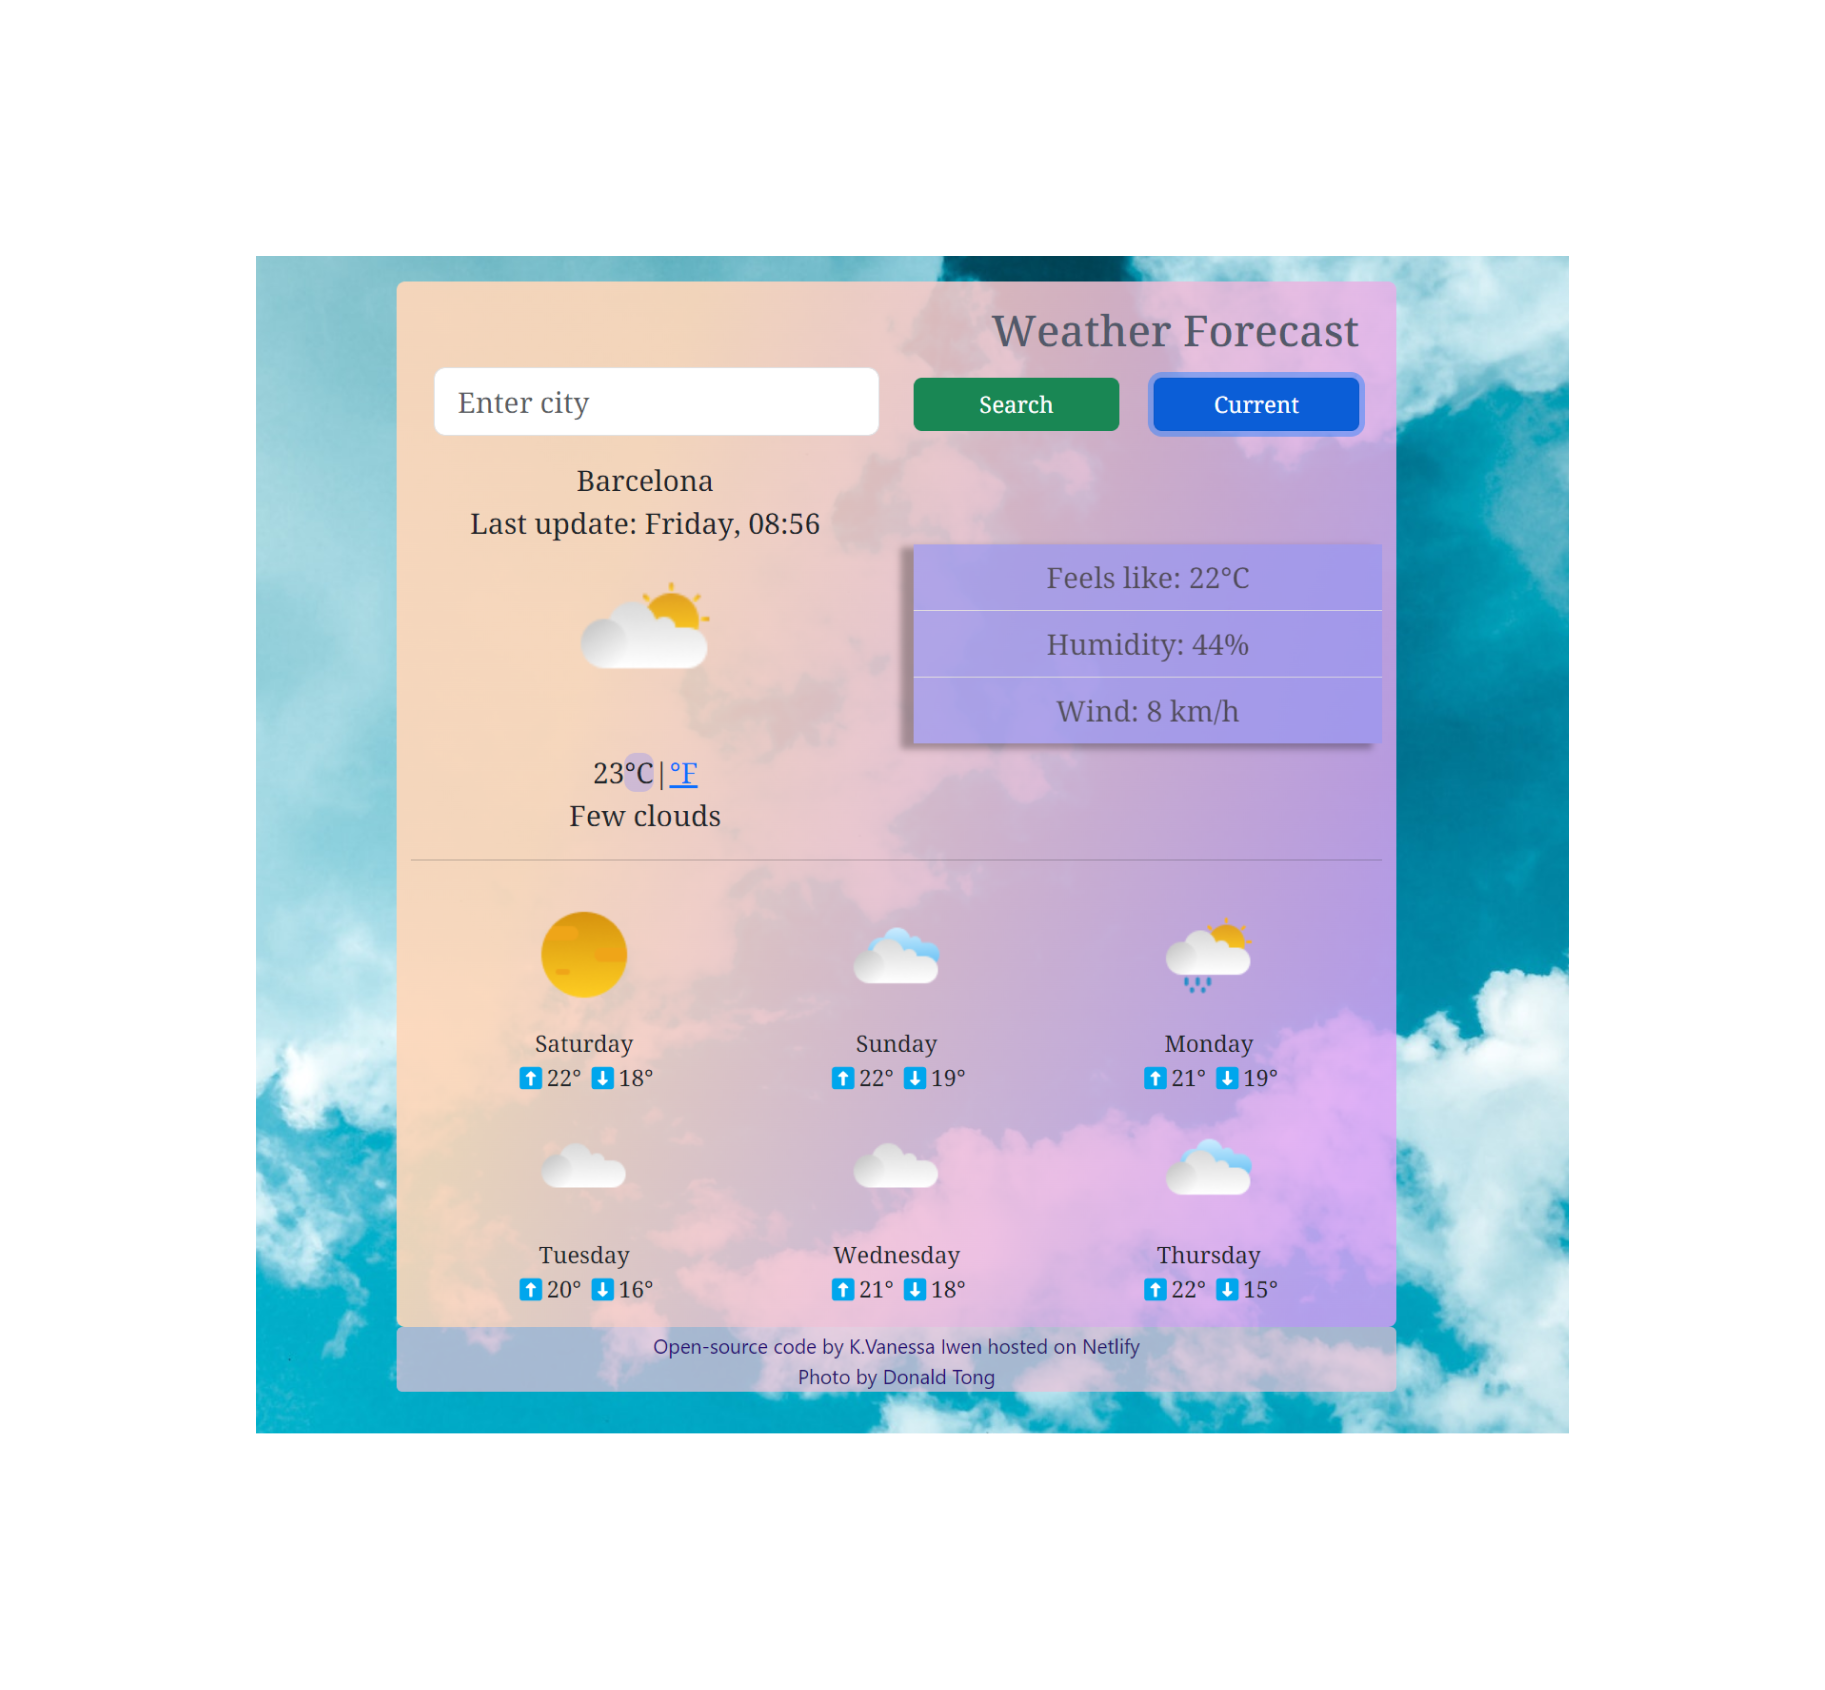 Weather Forecast
Enter city
Search
Current
Barcelona
Last update: Friday, 08:56
Feels like: 22°C
Humidity: 44%
Wind: 8 km/h
23°C|°F
Few clouds
Saturday
22° 18°
Sunday
22° 19°
Monday
21° 19°
Tuesday
20° 16°
Wednesday
21° 18°
Thursday
22° 15°
Open-source code by K.Vanessa Iwen hosted on Netlify
Photo by Donald Tong